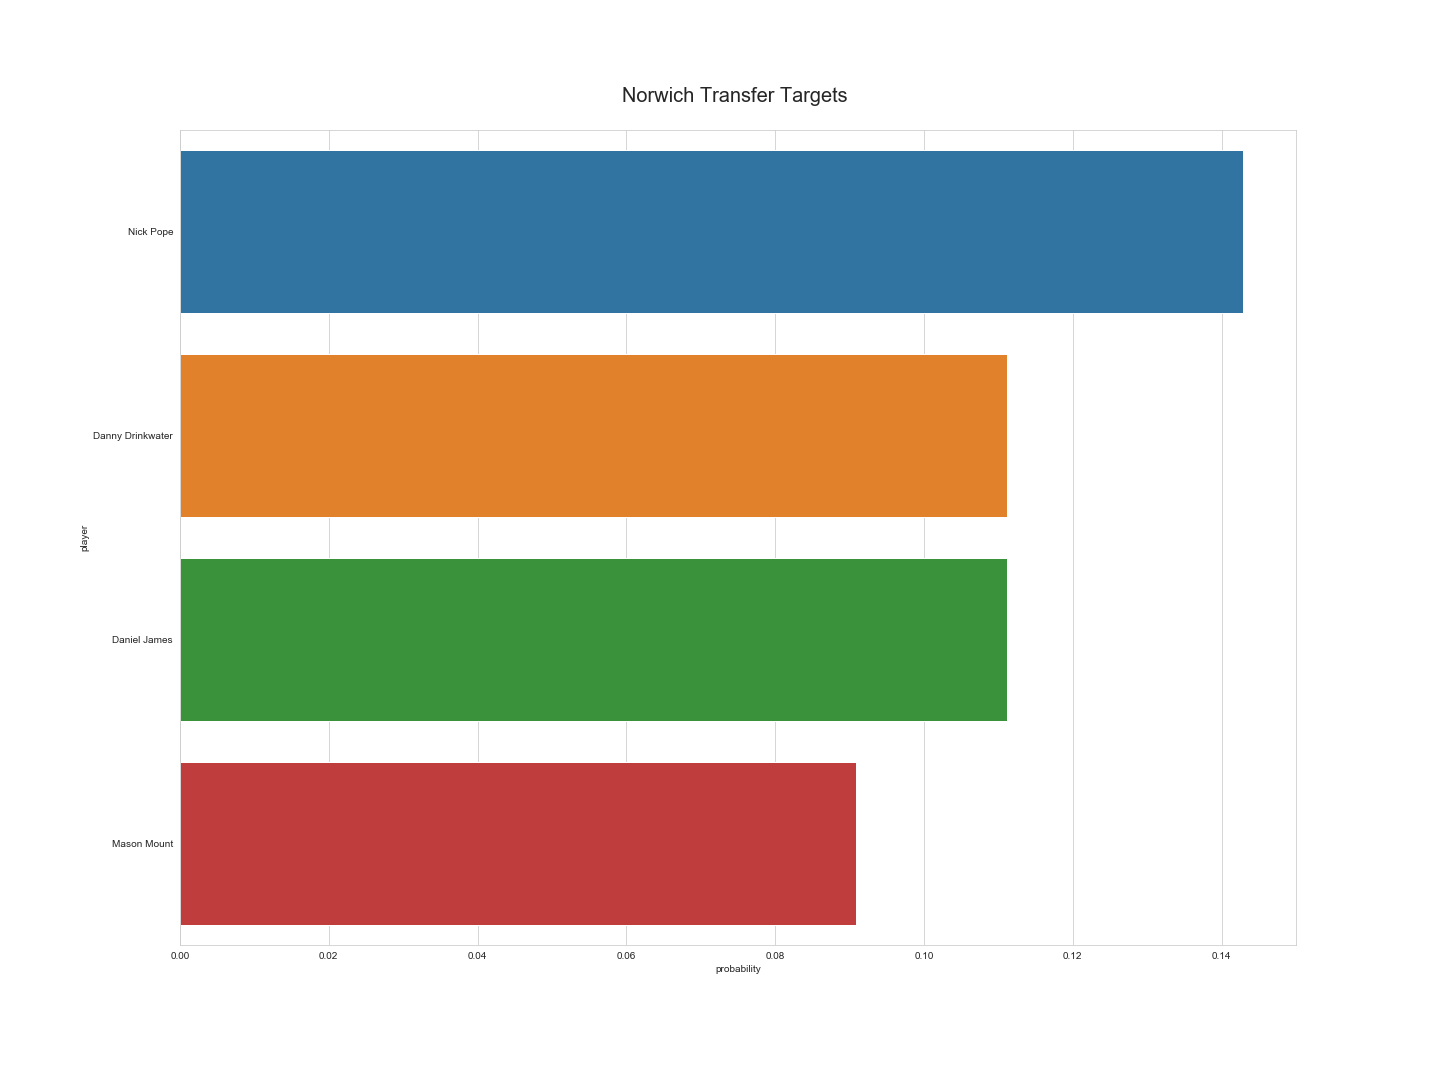 Norwich Transfer Targets
Nick Pope
Danny Drinkwater
Daniel James
Mason Mount
player
0.00 0.02 0.04 0.06 0.08 0.10 0.12 0.14
probability